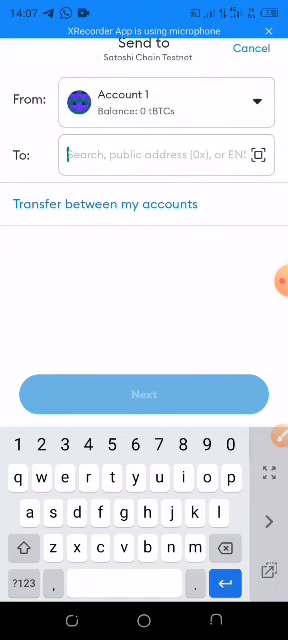 14:07
XRecorder App is using microphone
Send to
Satoshi Chain Testnet
Cancel
From:
Account 1
Balance: 0 tBTCs
To:
Search, public address (0x), or ENS
Transfer between my accounts
Next
1 2 3 4 5 6 7 8 9 0
q w e r t y u i o p
a s d f g h j k l
z x c v b n m
?123 , .